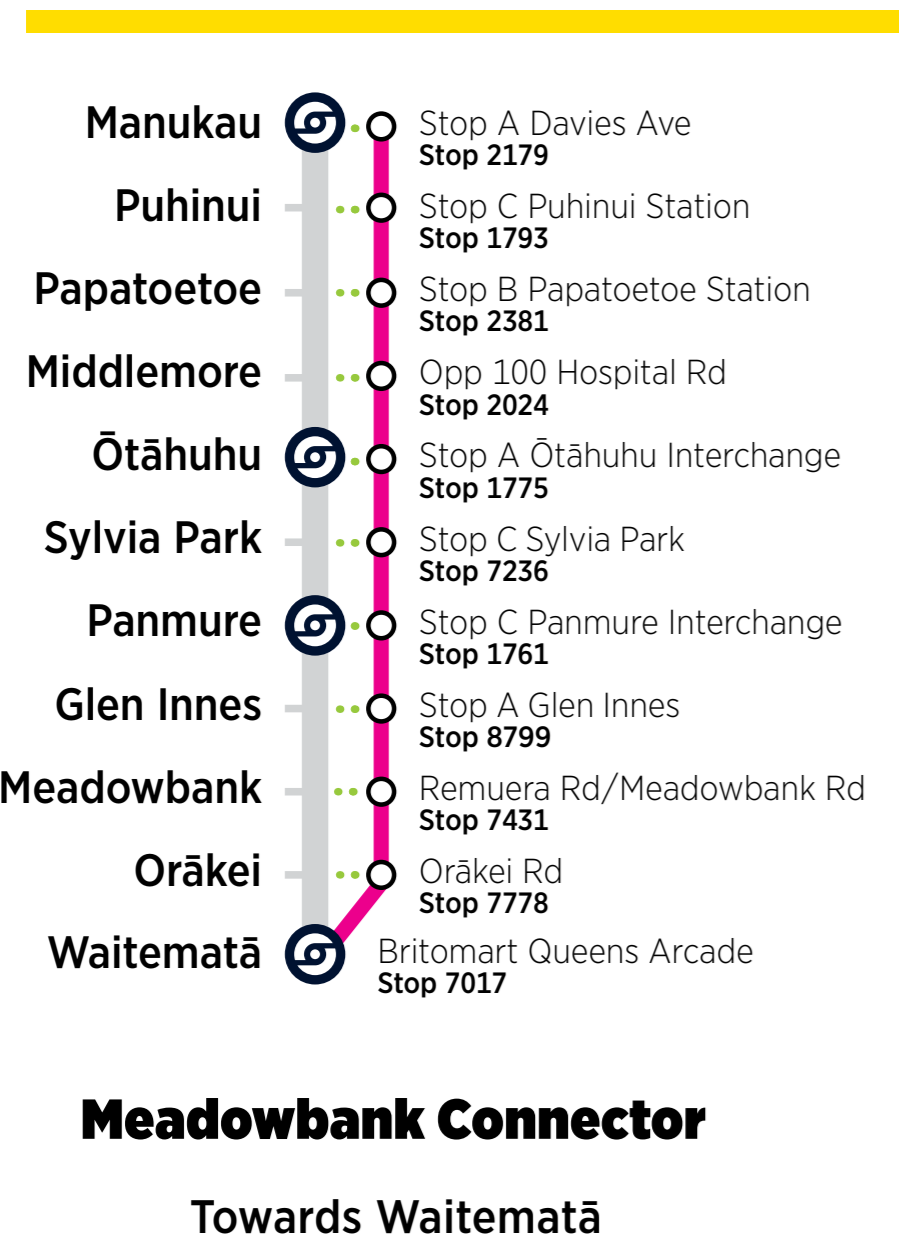 Manukau
Stop A Davies Ave
Stop 2179
Puhinui
Stop C Puhinui Station
Stop 1793
Papatoetoe
Stop B Papatoetoe Station
Stop 2381
Middlemore
Opp 100 Hospital Rd
Stop 2024
Ōtāhuhu
Stop A Ōtāhuhu Interchange
Stop 1775
Sylvia Park
Stop C Sylvia Park
Stop 7236
Panmure
Stop C Panmure Interchange
Stop 1761
Glen Innes
Stop A Glen Innes
Stop 8799
Meadowbank
Remuera Rd/Meadowbank Rd
Stop 7431
Orākei
Orākei Rd
Stop 7778
Waitematā
Britomart Queens Arcade
Stop 7017
Meadowbank Connector
Towards Waitematā